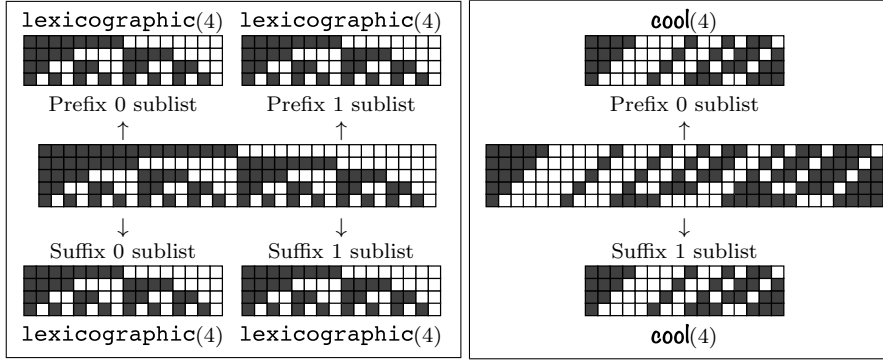 lexicographic(4) lexicographic(4)
Prefix 0 sublist Prefix 1 sublist
↑ ↑
↓ ↓
Suffix 0 sublist Suffix 1 sublist
lexicographic(4) lexicographic(4)
cool(4)
Prefix 0 sublist
↑
↓
Suffix 1 sublist
cool(4)